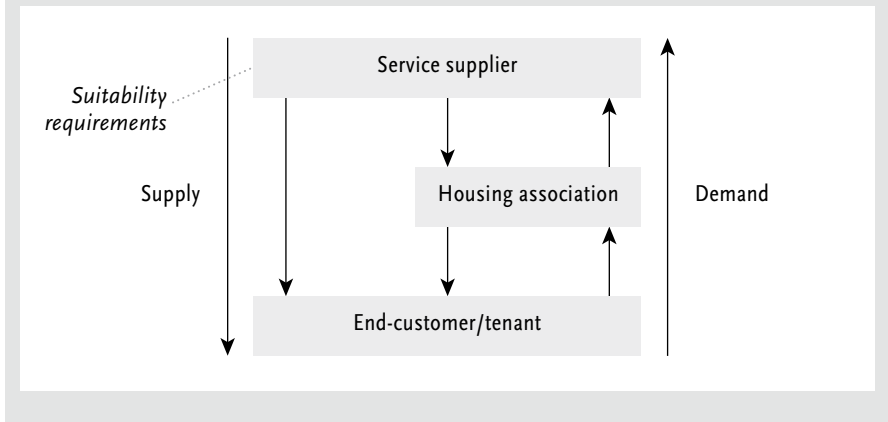 Service supplier
Suitability
requirements
Supply
Housing association
Demand
End-customer/tenant